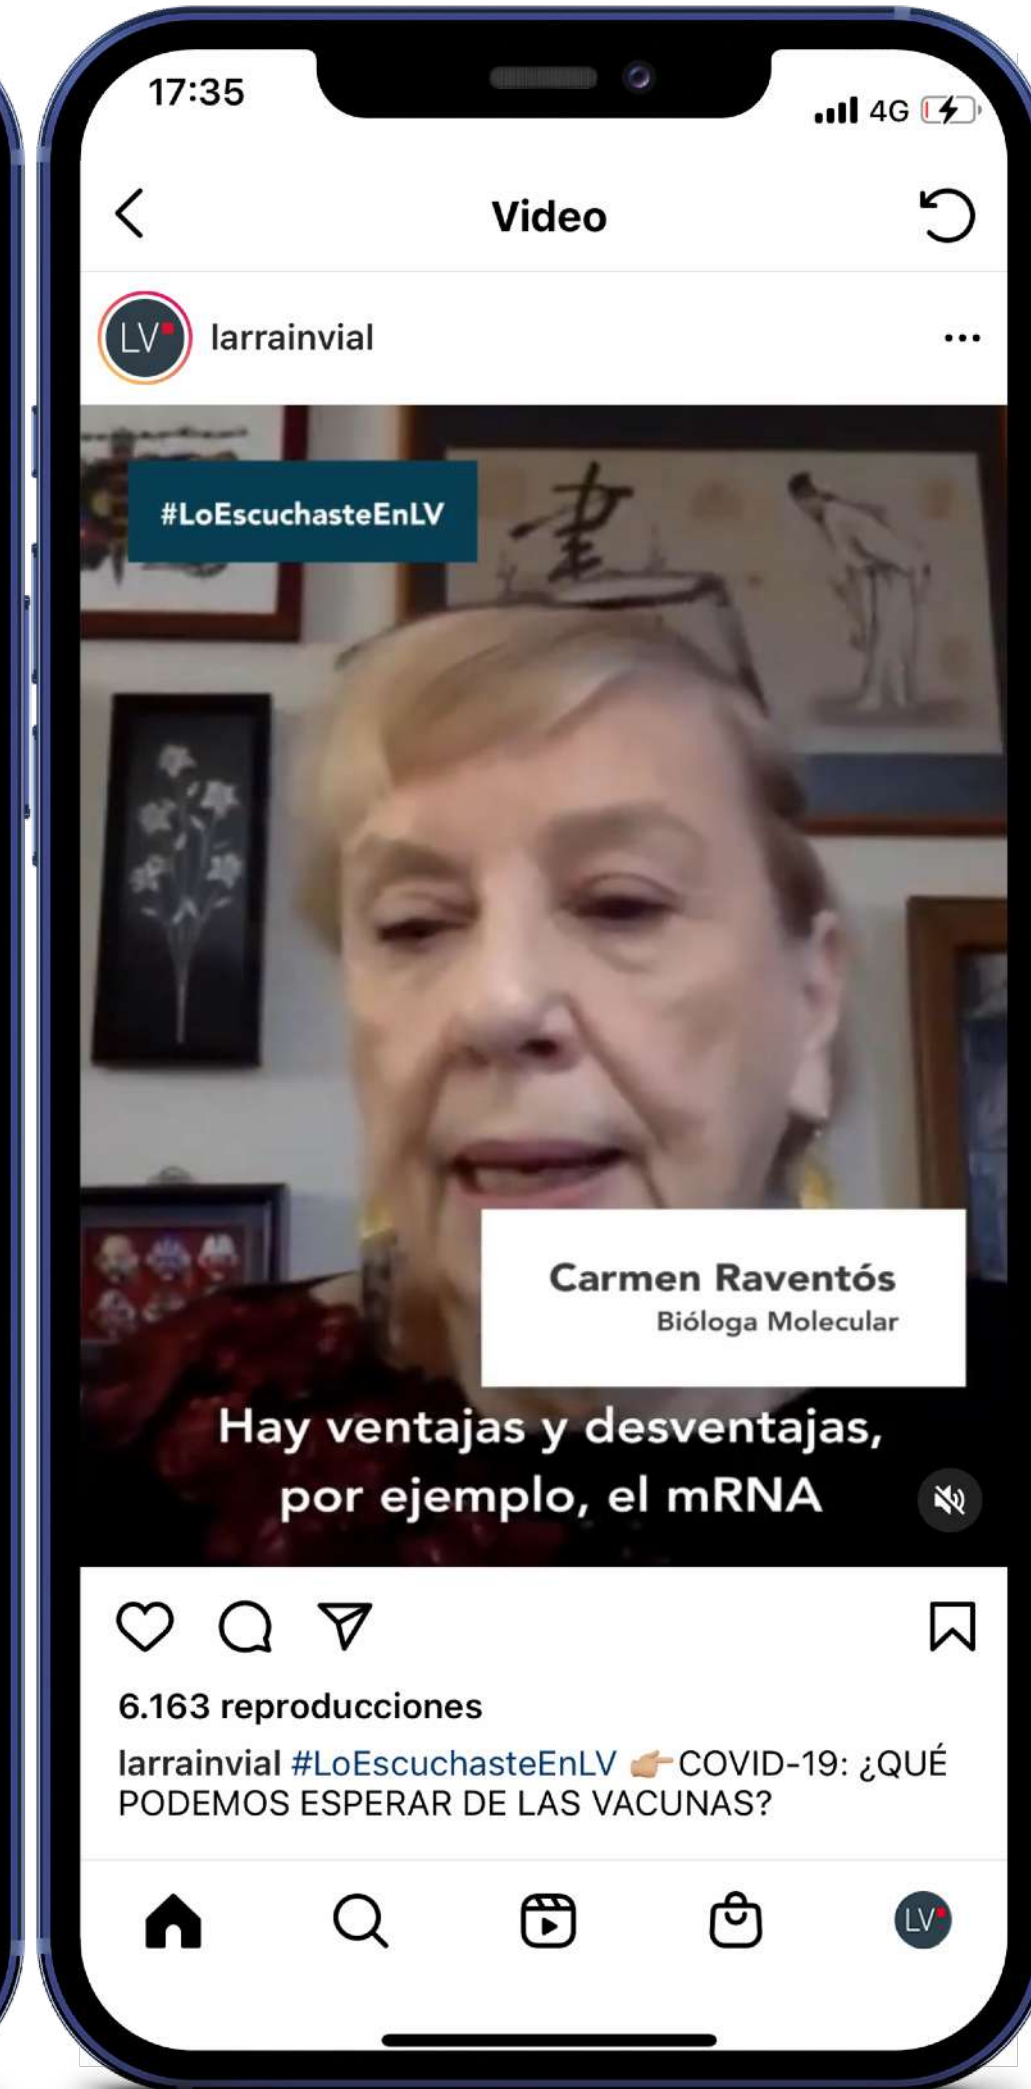 17:35
4G
Video
LV
larrainvial
#LoEscuchasteEnLV
Carmen Raventós
Bióloga Molecular
Hay ventajas y desventajas,
por ejemplo, el mRNA
6.163 reproducciones
larrainvial #LoEscuchasteEnLV 👉🏼COVID-19: ¿QUÉ
PODEMOS ESPERAR DE LAS VACUNAS?
LV